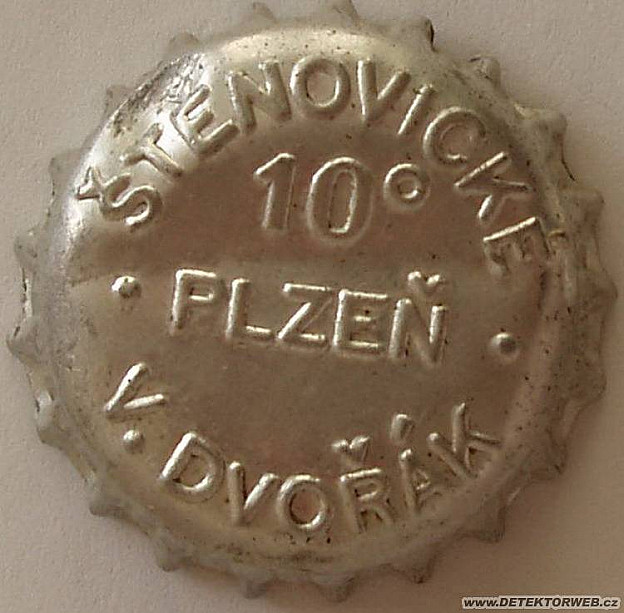 ŠTĚNOVICKÉ
10°
PLZEŇ
V. DVOŘÁK
www.DETEKTORWEB.cz